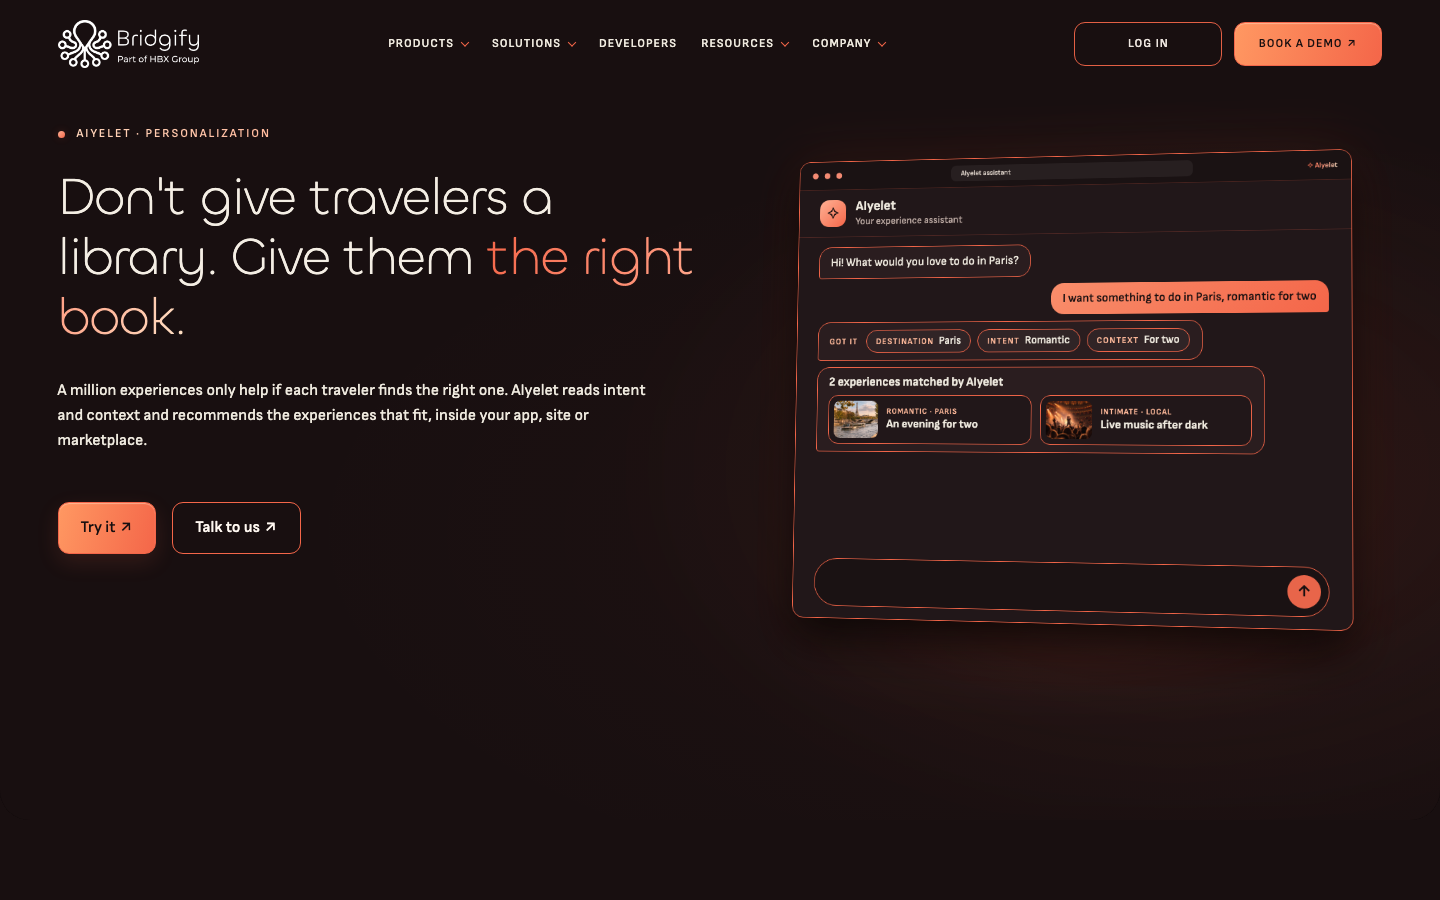 Bridgify
Part of HBX Group
PRODUCTS
SOLUTIONS
DEVELOPERS
RESOURCES
COMPANY
LOG IN
BOOK A DEMO
AIYELET · PERSONALIZATION
Don't give travelers a
library. Give them the right
book.
A million experiences only help if each traveler finds the right one. AIyelet reads intent
and context and recommends the experiences that fit, inside your app, site or
marketplace.
Try it
Talk to us
AIyelet assistant
AIyelet
AIyelet
Your experience assistant
Hi! What would you love to do in Paris?
I want something to do in Paris, romantic for two
GOT IT DESTINATION Paris INTENT Romantic CONTEXT For two
2 experiences matched by AIyelet
ROMANTIC · PARIS
An evening for two
INTIMATE · LOCAL
Live music after dark